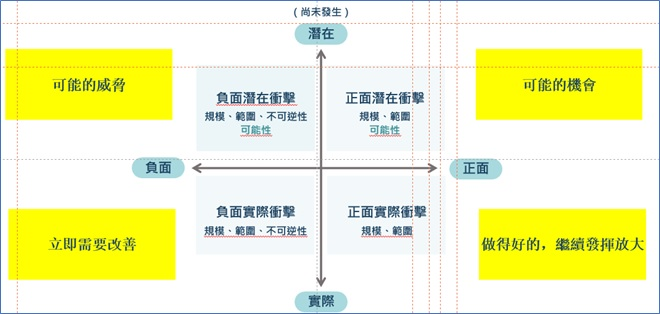 （尚未發生）
潛在
可能的威脅
可能的機會
負面潛在衝擊
規模、範圍、不可逆性
可能性
正面潛在衝擊
規模、範圍
可能性
負面
正面
負面實際衝擊
規模、範圍、不可逆性
正面實際衝擊
規模、範圍
立即需要改善
做得好的，繼續發揮放大
實際